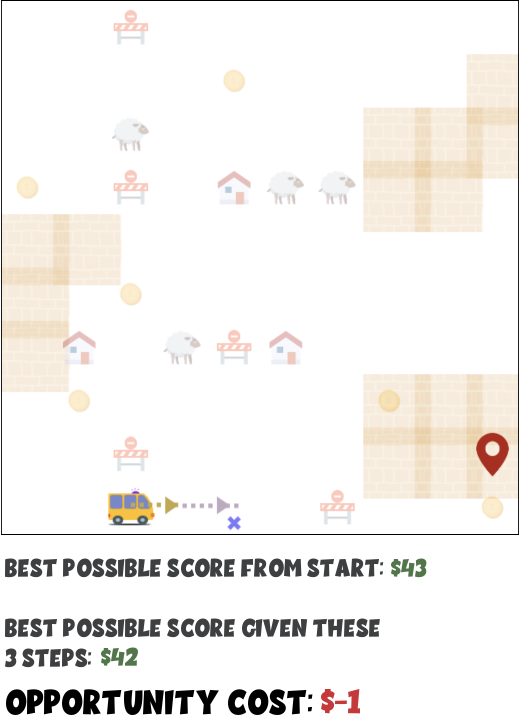 BEST POSSIBLE SCORE FROM START: $43
BEST POSSIBLE SCORE GIVEN THESE
3 STEPS: $42
OPPORTUNITY COST: $-1